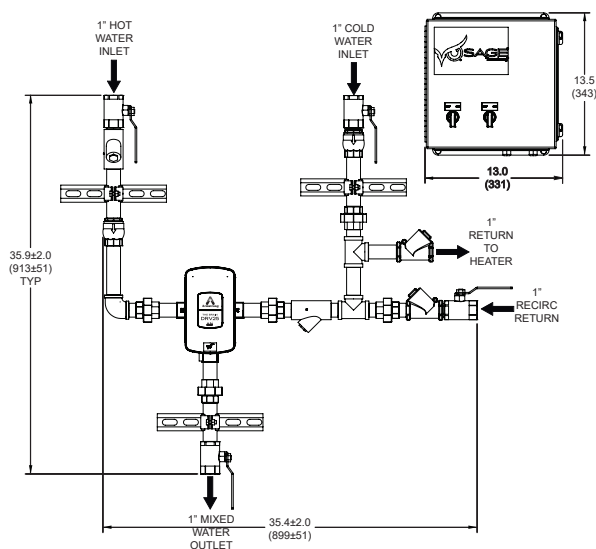 1" HOT
WATER
INLET
1" COLD
WATER
INLET
SAGE
13.5
(343)
13.0
(331)
35.9±2.0
(913±51)
TYP
1"
RETURN
TO
HEATER
1"
RECIRC
RETURN
DRV25
1" MIXED
WATER
OUTLET
35.4±2.0
(899±51)